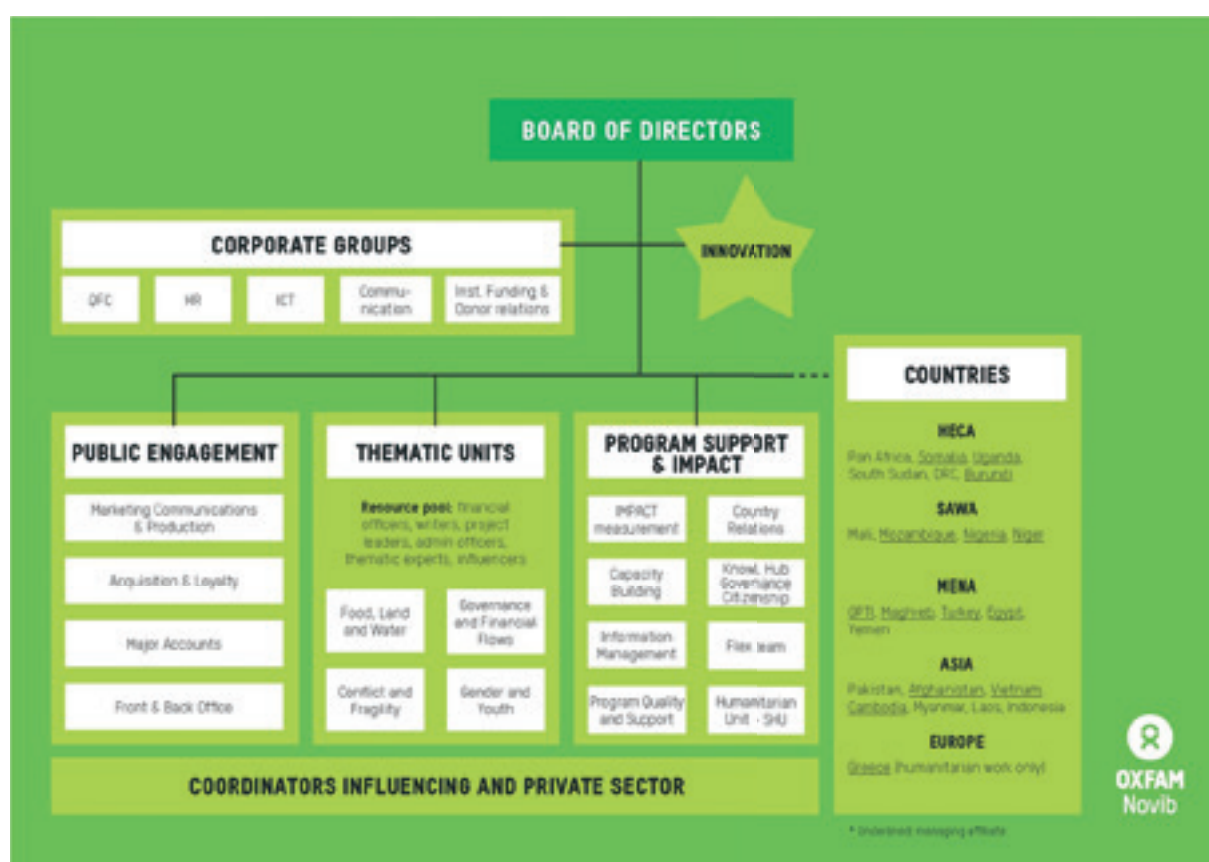 BOARD OF DIRECTORS
CORPORATE GROUPS
INNOVATION
QFC
HR
ICT
Commu-
nication
Inst. Funding &
Donor relations
PUBLIC ENGAGEMENT
Marketing Communications
& Production
Acquisition & Loyalty
Major Accounts
Front & Back Office
THEMATIC UNITS
Resource pool: financial
officers, writers, project
leaders, admin officers,
thematic experts, influencers
Food, Land
and Water
Governance
and Financial
Flows
Conflict and
Fragility
Gender and
Youth
PROGRAM SUPPORT
& IMPACT
IMPACT
measurement
Country
Relations
Capacity
Building
Knowl. Hub
Governance
Citizenship
Information
Management
Flex team
Program Quality
and Support
Humanitarian
Unit - SHU
COORDINATORS INFLUENCING AND PRIVATE SECTOR
COUNTRIES
HECA
Pan Africa, Somalia, Uganda,
South Sudan, DRC, Burundi
SAWA
Mali, Mozambique, Nigeria, Niger
MENA
OPTI, Maghreb, Turkey, Egypt,
Yemen
ASIA
Pakistan, Afghanistan, Vietnam
Cambodia, Myanmar, Laos, Indonesia
EUROPE
Greece (humanitarian work only)
* Underlined: managing affiliate
OXFAM
Novib